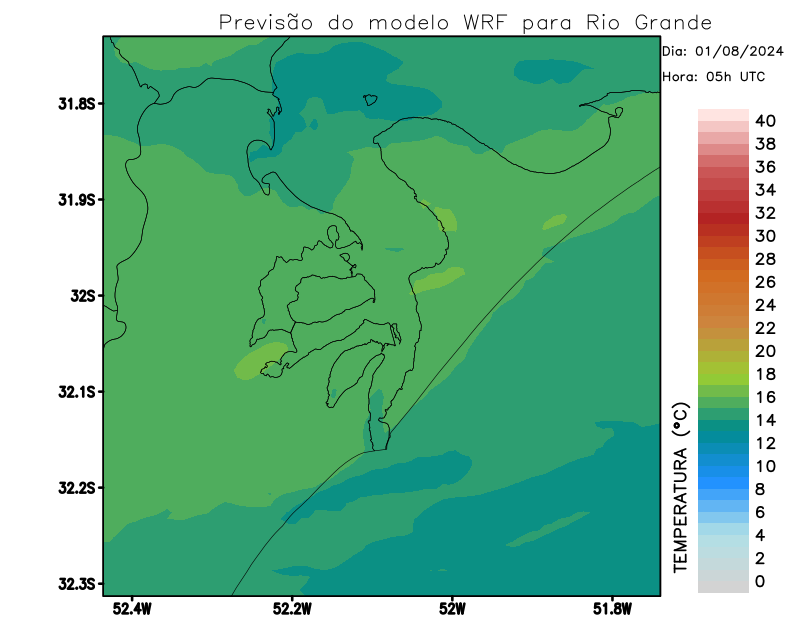 Previsão do modelo WRF para Rio Grande
Dia: 01/08/2024
Hora: 05h UTC
31.8S
31.9S
32S
32.1S
32.2S
32.3S
52.4W
52.2W
52W
51.8W
TEMPERATURA (°C)
40
38
36
34
32
30
28
26
24
22
20
18
16
14
12
10
8
6
4
2
0